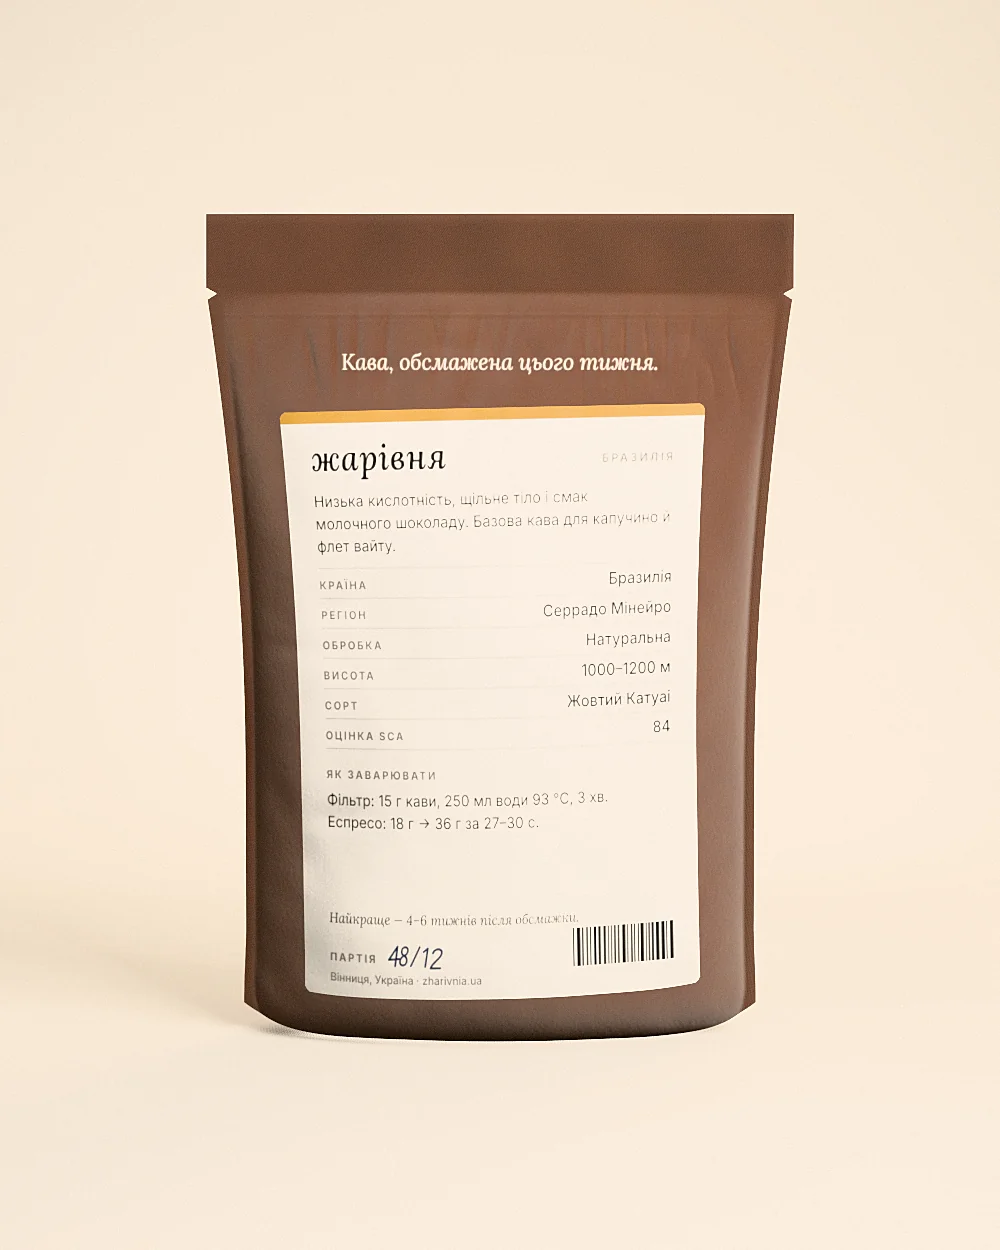 Кава, обсмажена цього тижня.
жарівня
БРАЗИЛІЯ
Низька кислотність, щільне тіло і смак
молочного шоколаду. Базова кава для капучино й
флет вайту.
КРАЇНА Бразилія
РЕГІОН Серрадо Мінейро
ОБРОБКА Натуральна
ВИСОТА 1000–1200 м
СОРТ Жовтий Катуаі
ОЦІНКА SCA 84
ЯК ЗАВАРЮВАТИ
Фільтр: 15 г кави, 250 мл води 93 °C, 3 хв.
Еспресо: 18 г → 36 г за 27–30 с.
Найкраще — 4–6 тижнів після обсмажки.
ПАРТІЯ 48/12
Вінниця, Україна · zharivnia.ua